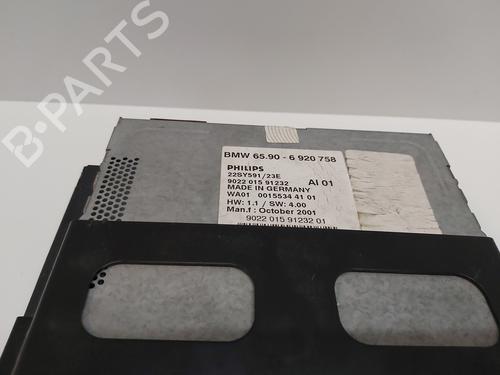 B-PARTS
BMW 65.90 - 6 920 758
PHILIPS
22SY591/23E
9022 015 91232 AI 01
MADE IN GERMANY
WA01 0015534 41 01
HW: 1.1 / SW: 4.00
Man.f : October 2001
9022 015 91232 01